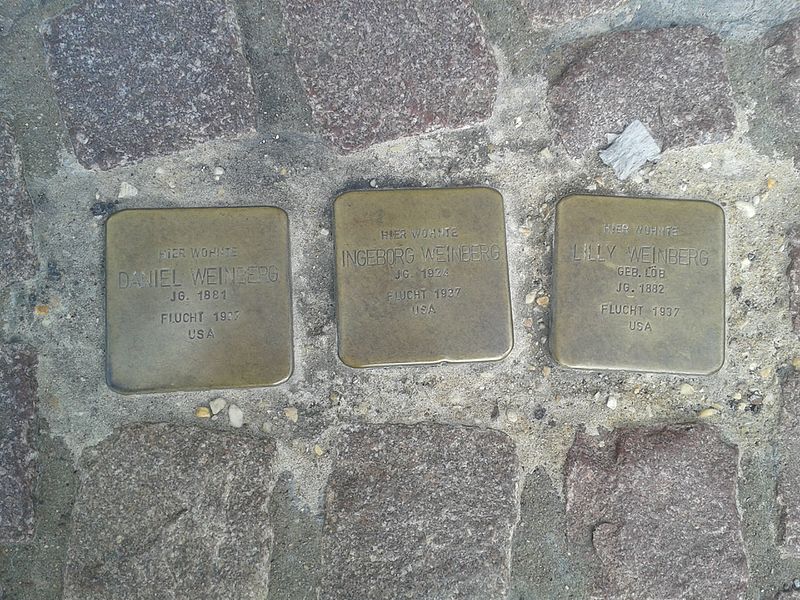 HIER WOHNTE
DANIEL WEINBERG
JG. 1881
FLUCHT 1937
USA
HIER WOHNTE
INGEBORG WEINBERG
JG. 1924
FLUCHT 1937
USA
HIER WOHNTE
LILLY WEINBERG
GEB. LÖB
JG. 1882
FLUCHT 1937
USA